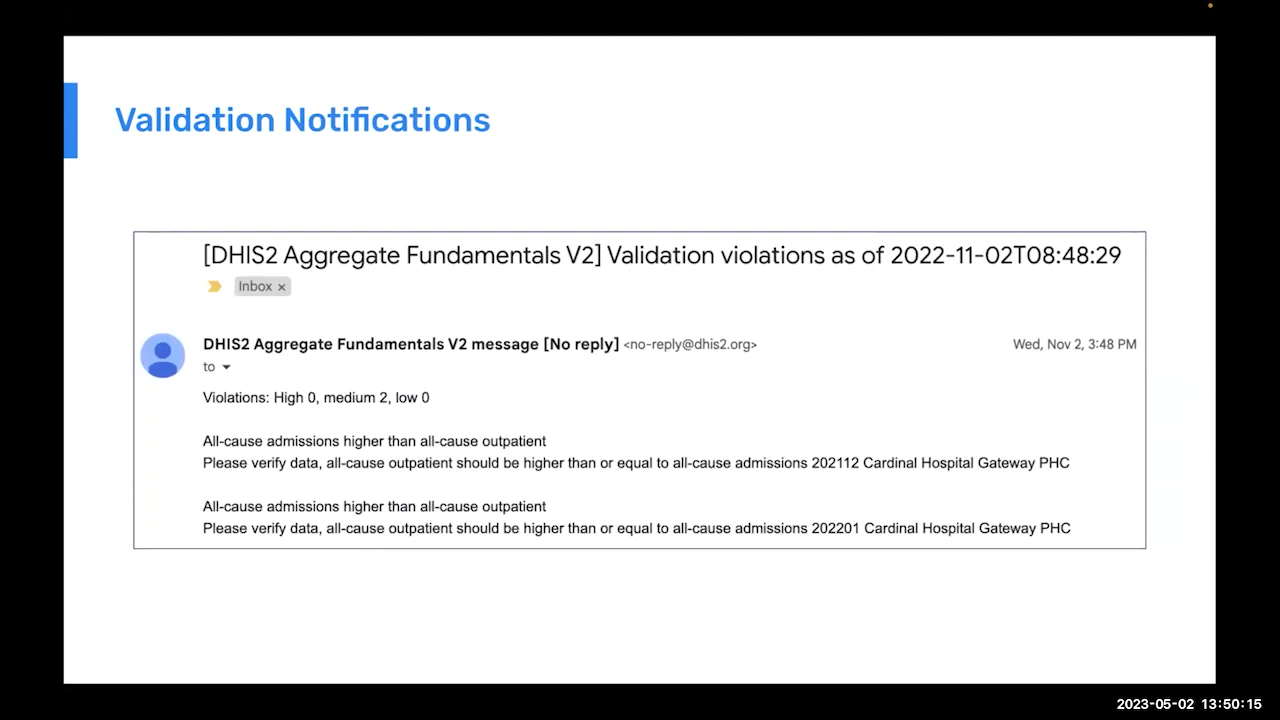 Validation Notifications
[DHIS2 Aggregate Fundamentals V2] Validation violations as of 2022-11-02T08:48:29
Inbox ×
DHIS2 Aggregate Fundamentals V2 message [No reply] <no-reply@dhis2.org> Wed, Nov 2, 3:48 PM
to
Violations: High 0, medium 2, low 0
All-cause admissions higher than all-cause outpatient
Please verify data, all-cause outpatient should be higher than or equal to all-cause admissions 202112 Cardinal Hospital Gateway PHC
All-cause admissions higher than all-cause outpatient
Please verify data, all-cause outpatient should be higher than or equal to all-cause admissions 202201 Cardinal Hospital Gateway PHC
2023-05-02 13:50:15